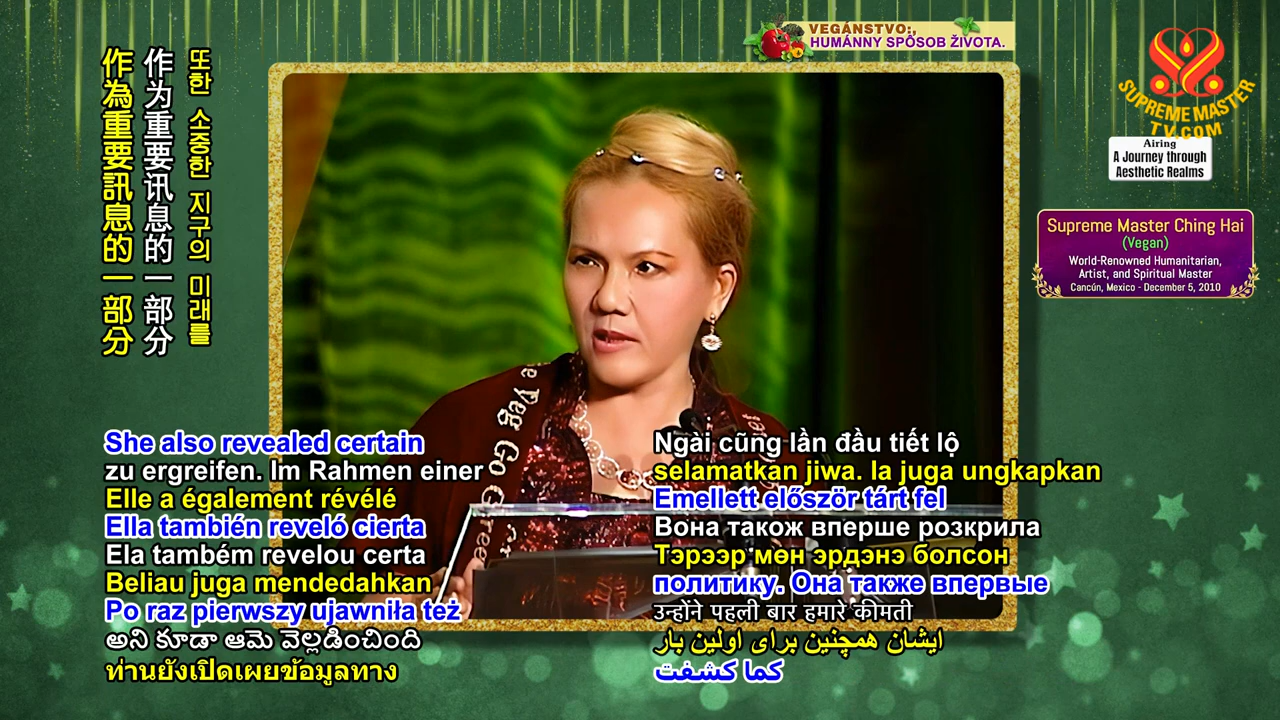 VEGÁNSTVO:,
HUMÁNNY SPÔSOB ŽIVOTA.
SUPREME MASTER
TV.COM
Airing
A Journey through
Aesthetic Realms
Supreme Master Ching Hai
(Vegan)
World-Renowned Humanitarian,
Artist, and Spiritual Master
Cancún, Mexico - December 5, 2010
또한 소중한 지구의 미래를
作为重要讯息的一部分
作為重要訊息的一部分
e Veg Go Green
She also revealed certain
zu ergreifen. Im Rahmen einer
Elle a également révélé
Ella también reveló cierta
Ela também revelou certa
Beliau juga mendedahkan
Po raz pierwszy ujawniła też
అని కూడా ఆమె వెల్లడించింది
ท่านยังเปิดเผยข้อมูลทาง
Ngài cũng lần đầu tiết lộ
selamatkan jiwa. Ia juga ungkapkan
Emellett először tárt fel
Вона також вперше розкрила
Тэрээр мөн эрдэнэ болсон
политику. Она также впервые
उन्होंने पहली बार हमारे कीमती
ایشان همچنین برای اولین بار
كما كشفت